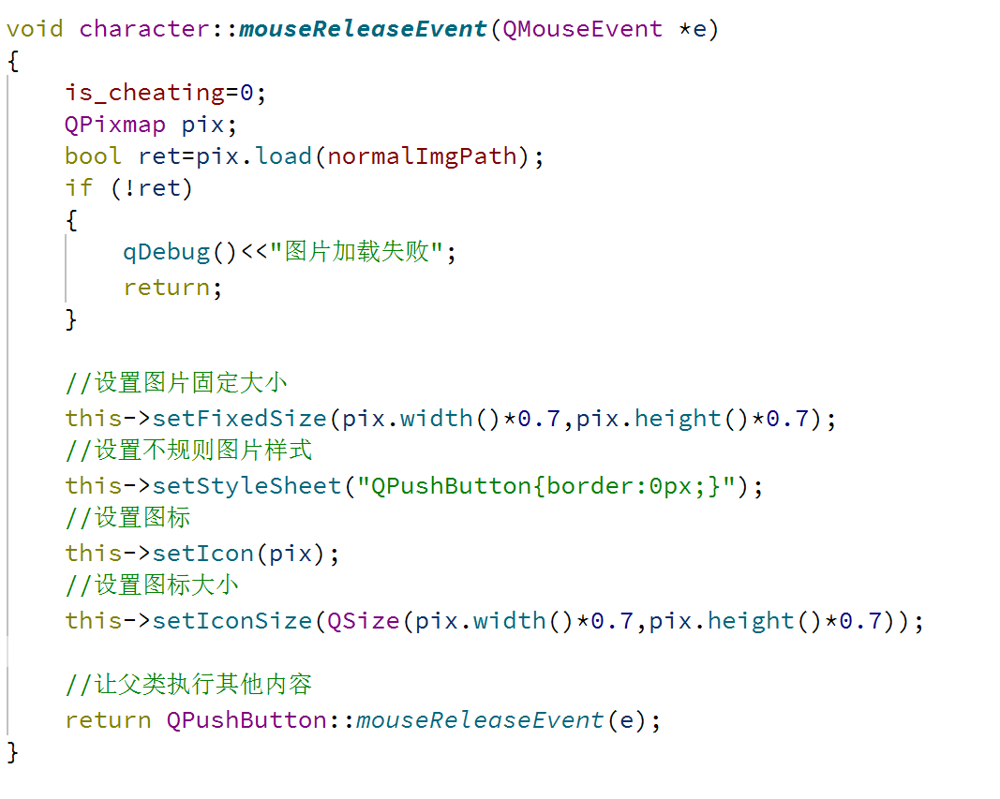 void character::mouseReleaseEvent(QMouseEvent *e)
{
    is_cheating=0;
    QPixmap pix;
    bool ret=pix.load(normalImgPath);
    if (!ret)
    {
        qDebug()<<"图片加载失败";
        return;
    }

    //设置图片固定大小
    this->setFixedSize(pix.width()*0.7,pix.height()*0.7);
    //设置不规则图片样式
    this->setStyleSheet("QPushButton{border:0px;}");
    //设置图标
    this->setIcon(pix);
    //设置图标大小
    this->setIconSize(QSize(pix.width()*0.7,pix.height()*0.7));

    //让父类执行其他内容
    return QPushButton::mouseReleaseEvent(e);
}